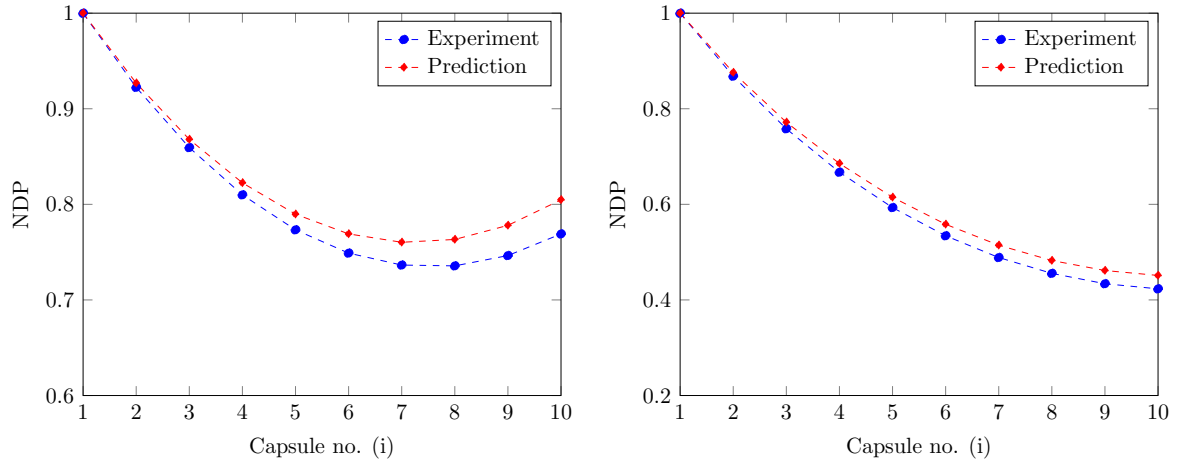 1
0.9
0.8
0.7
0.6
1 2 3 4 5 6 7 8 9 10
Capsule no. (i)
NDP
Experiment
Prediction
1
0.8
0.6
0.4
0.2
1 2 3 4 5 6 7 8 9 10
Capsule no. (i)
NDP
Experiment
Prediction